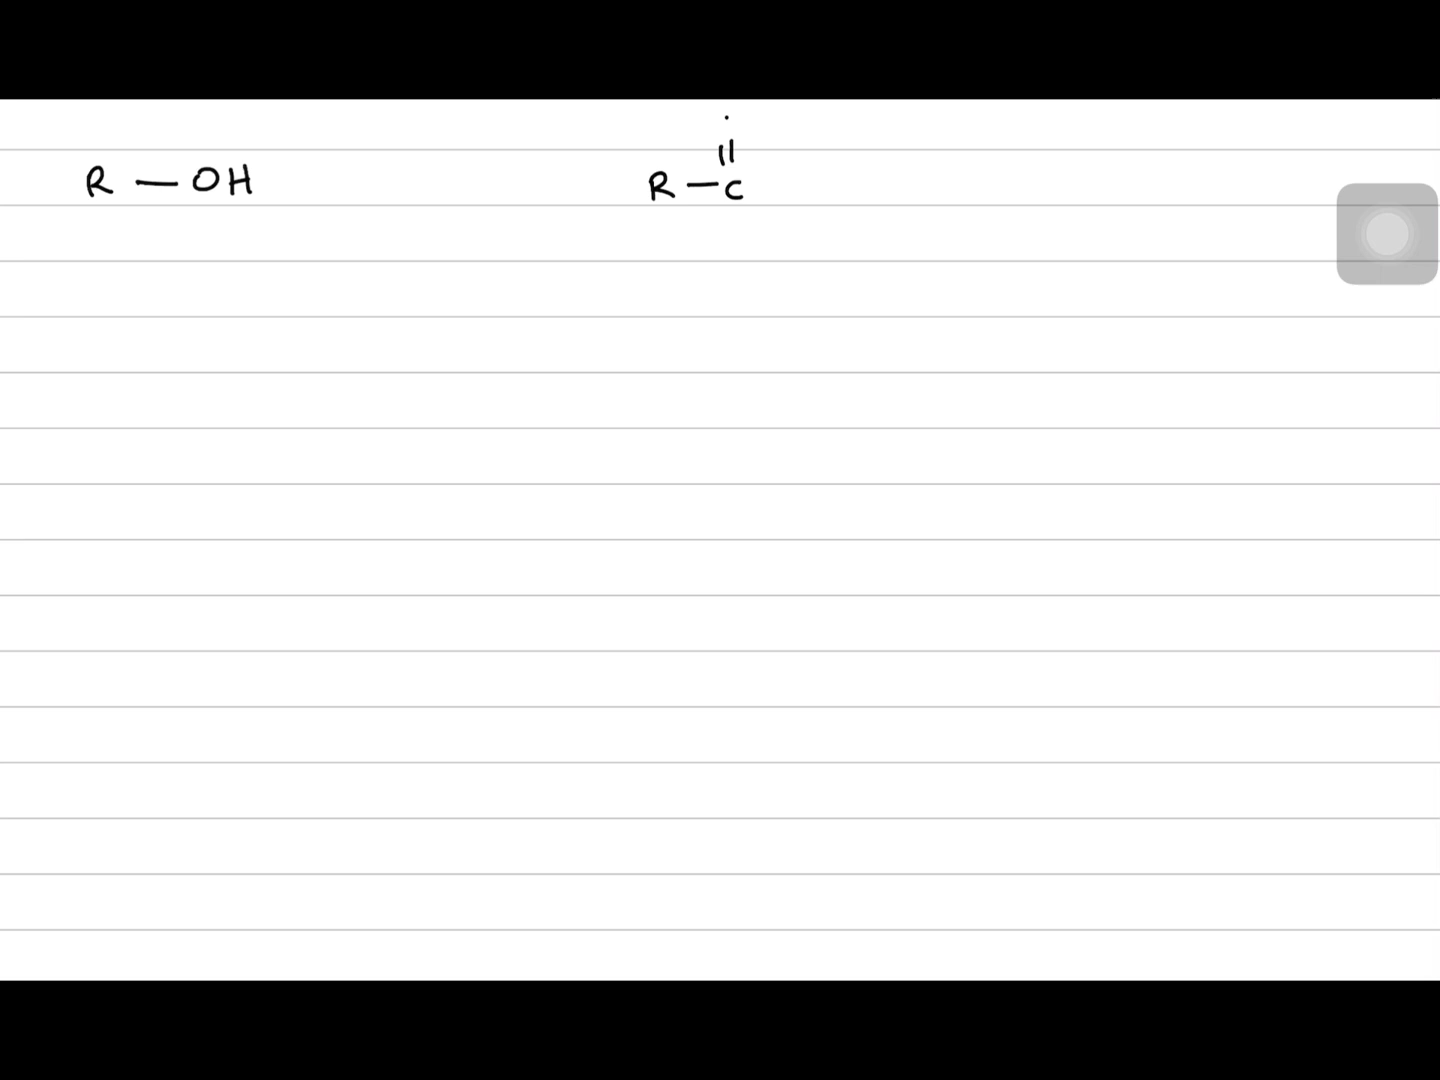 R — OH R — C